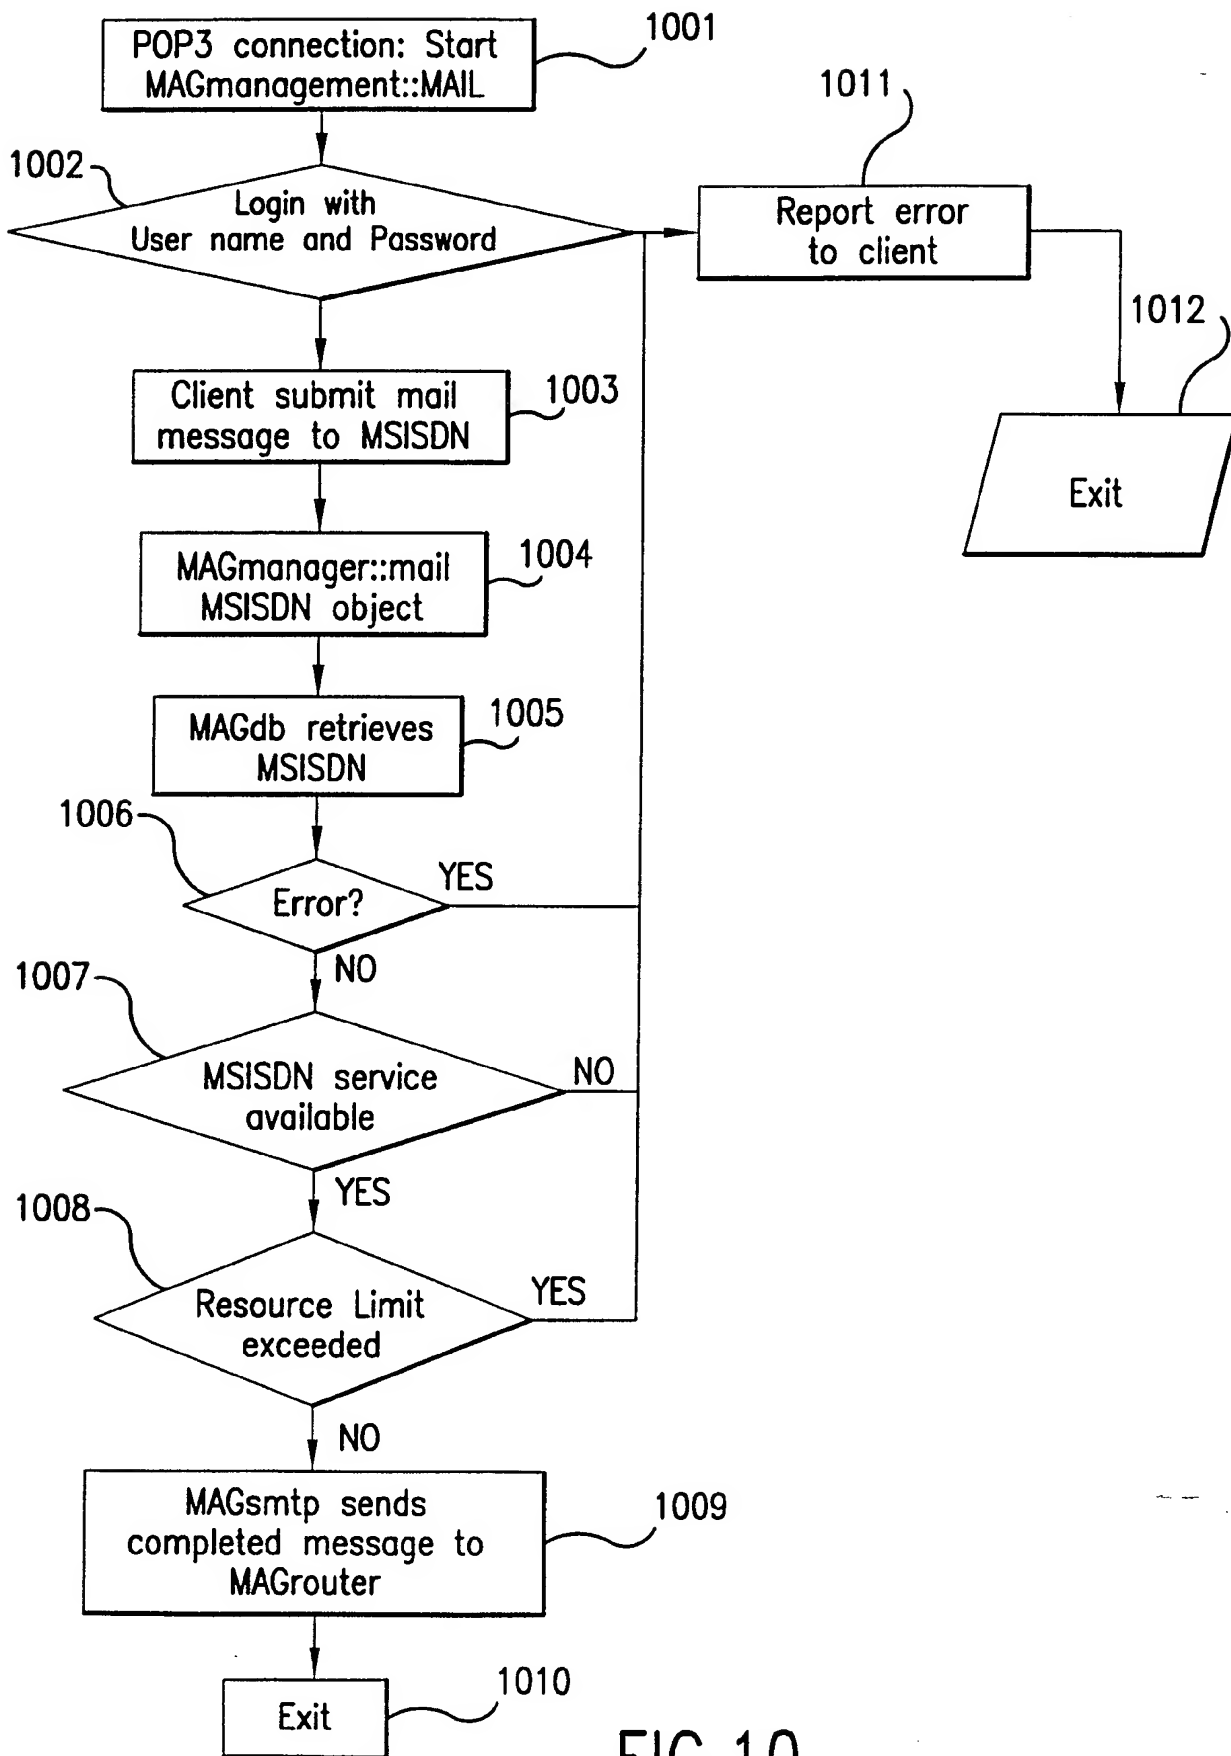 POP3 connection: Start
MAGmanagement::MAIL
1001
1002
Login with
User name and Password
1011
Report error
to client
1012
Exit
Client submit mail
message to MSISDN
1003
MAGmanager::mail
MSISDN object
1004
MAGdb retrieves
MSISDN
1005
1006
Error?
YES
NO
1007
MSISDN service
available
NO
YES
1008
Resource Limit
exceeded
YES
NO
MAGsmtp sends
completed message to
MAGrouter
1009
Exit
1010
FIG.10